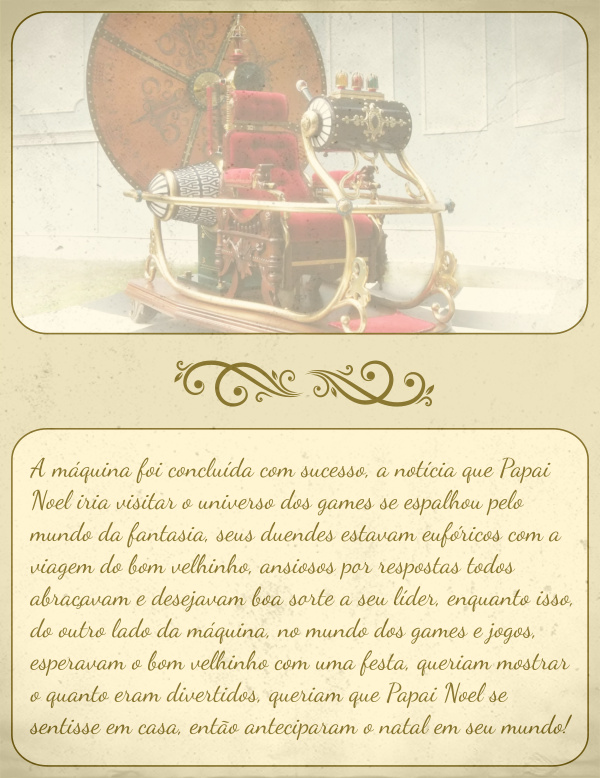 A máquina foi concluída com sucesso, a notícia que Papai
Noel iria visitar o universo dos games se espalhou pelo
mundo da fantasia, seus duendes estavam eufóricos com a
viagem do bom velhinho, ansiosos por respostas todos
abraçavam e desejavam boa sorte a seu líder, enquanto isso,
do outro lado da máquina, no mundo dos games e jogos,
esperavam o bom velhinho com uma festa, queriam mostrar
o quanto eram divertidos, queriam que Papai Noel se
sentisse em casa, então anteciparam o natal em seu mundo!